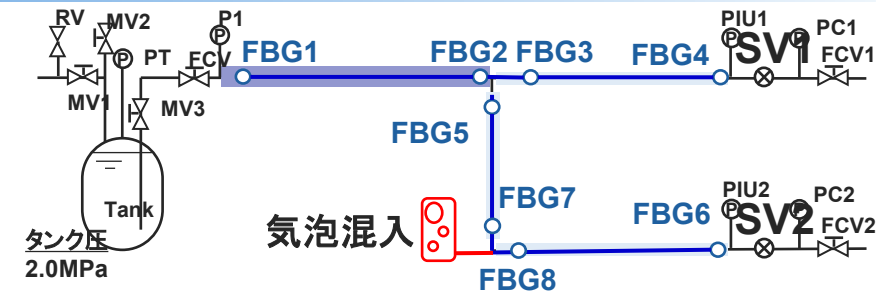 RV
MV2
PT
P
MV1
MV3
FCV
P1
P
FBG1
FBG2
FBG3
FBG4
PIU1
P
SV1
PC1
P
FCV1
FBG5
FBG7
FBG6
FBG8
気泡混入
PIU2
P
SV2
PC2
P
FCV2
Tank
タンク圧
2.0MPa